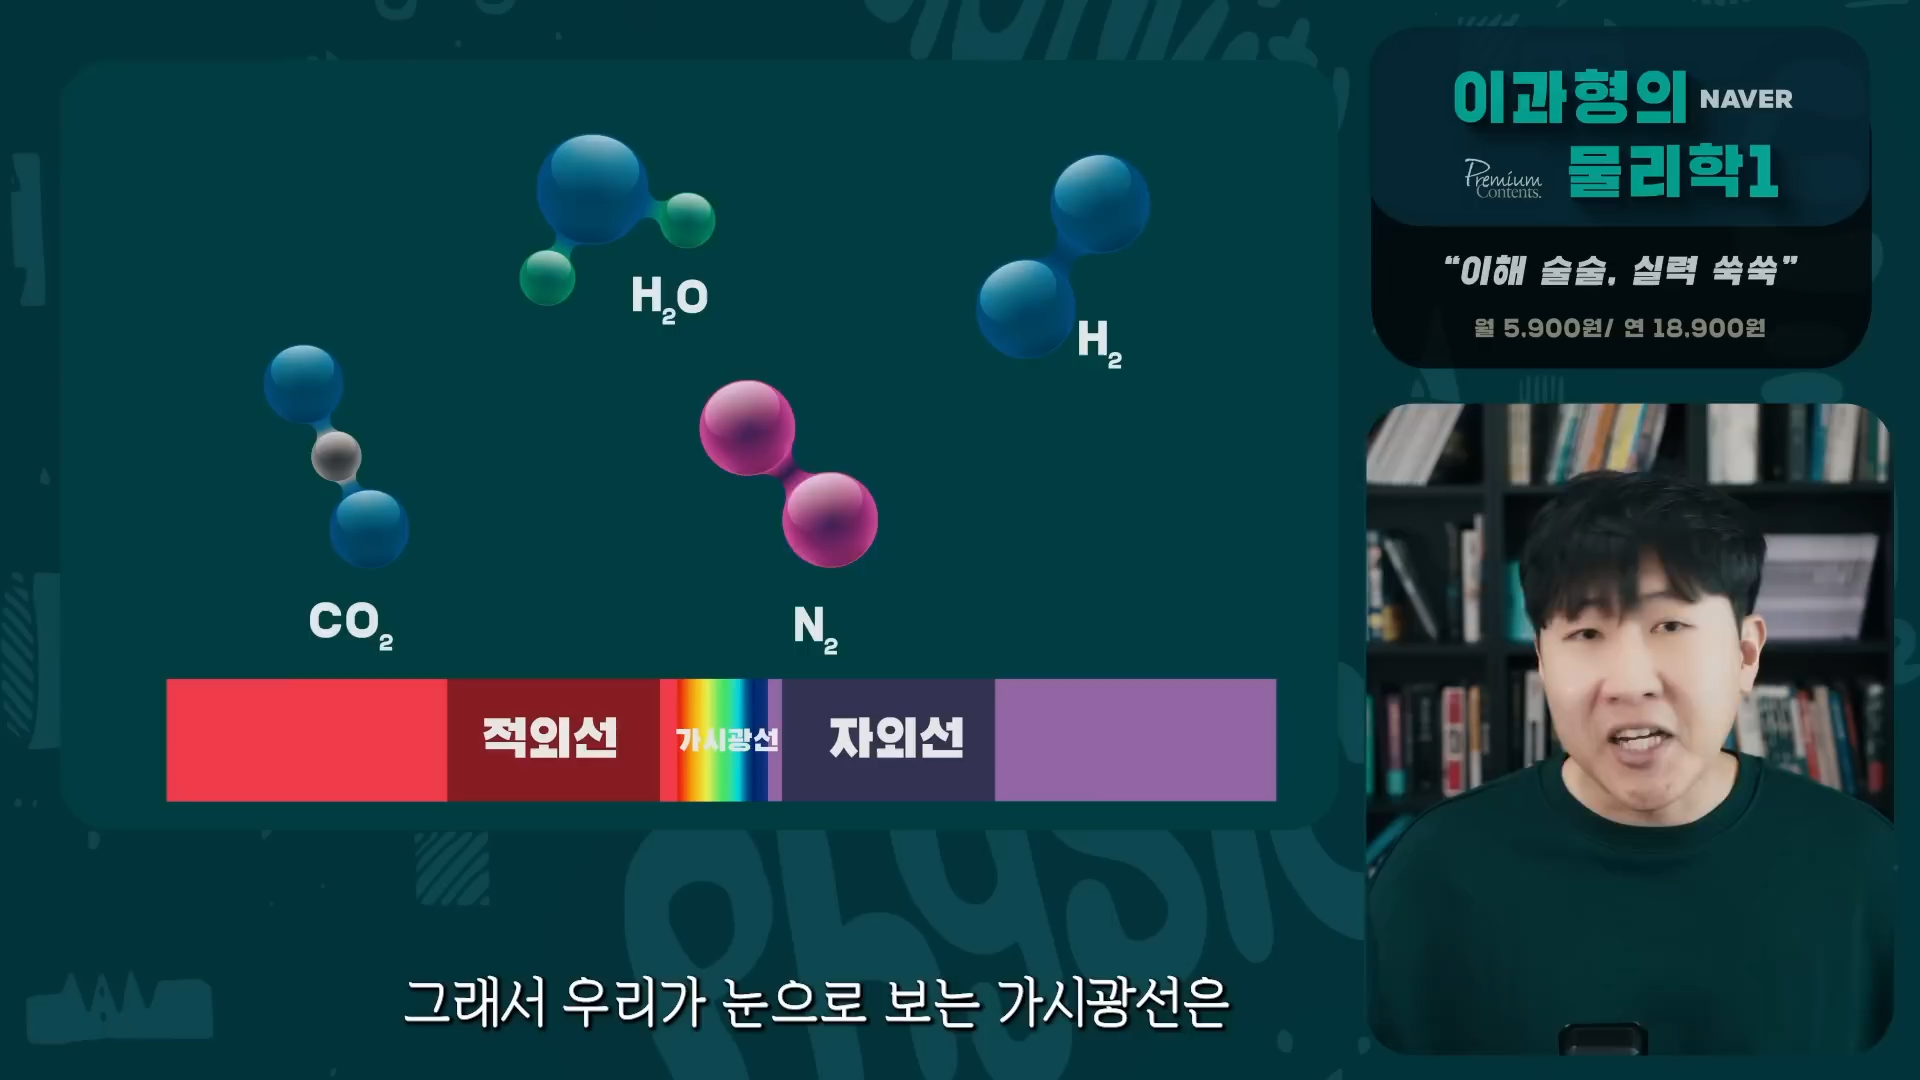 이과형의 NAVER
Premium Contents. 물리학1
“이해 술술, 실력 쑥쑥”
월 5,900원/ 연 18,900원
H₂O
H₂
CO₂
N₂
적외선 가시광선 자외선
그래서 우리가 눈으로 보는 가시광선은